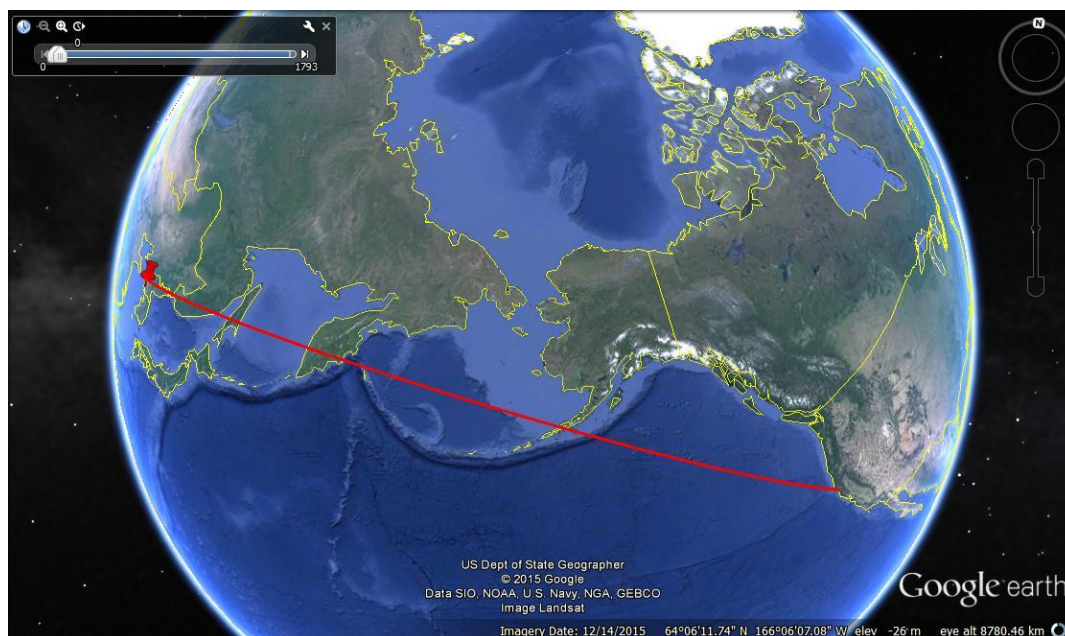 0
0
1793
N
US Dept of State Geographer
© 2015 Google
Data SIO, NOAA, U.S. Navy, NGA, GEBCO
Image Landsat
Google earth
Imagery Date: 12/14/2015 64°06'11.74" N 166°06'07.08" W elev -26 m eye alt 8780.46 km